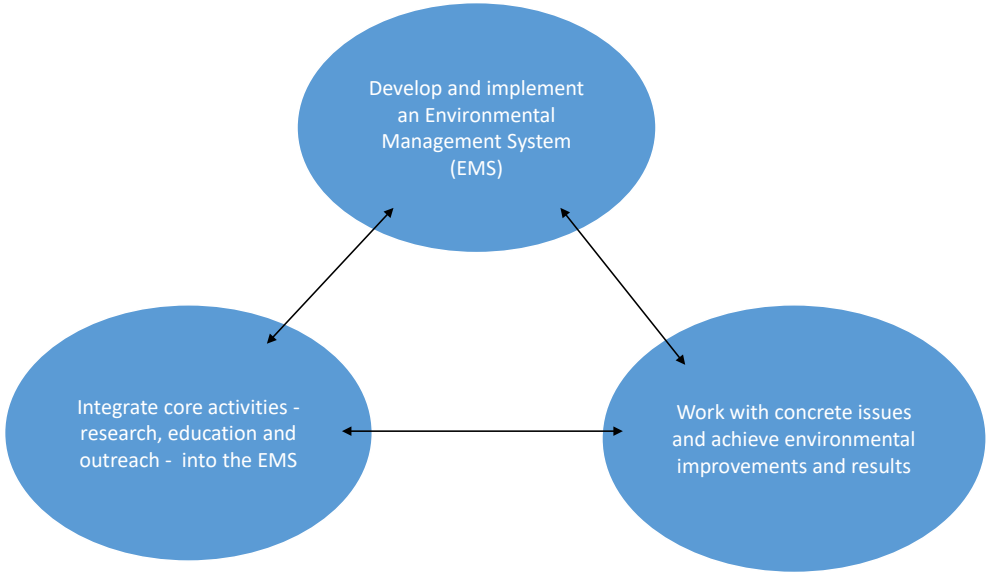 Develop and implement
an Environmental
Management System
(EMS)
Integrate core activities -
research, education and
outreach -  into the EMS
Work with concrete issues
and achieve environmental
improvements and results